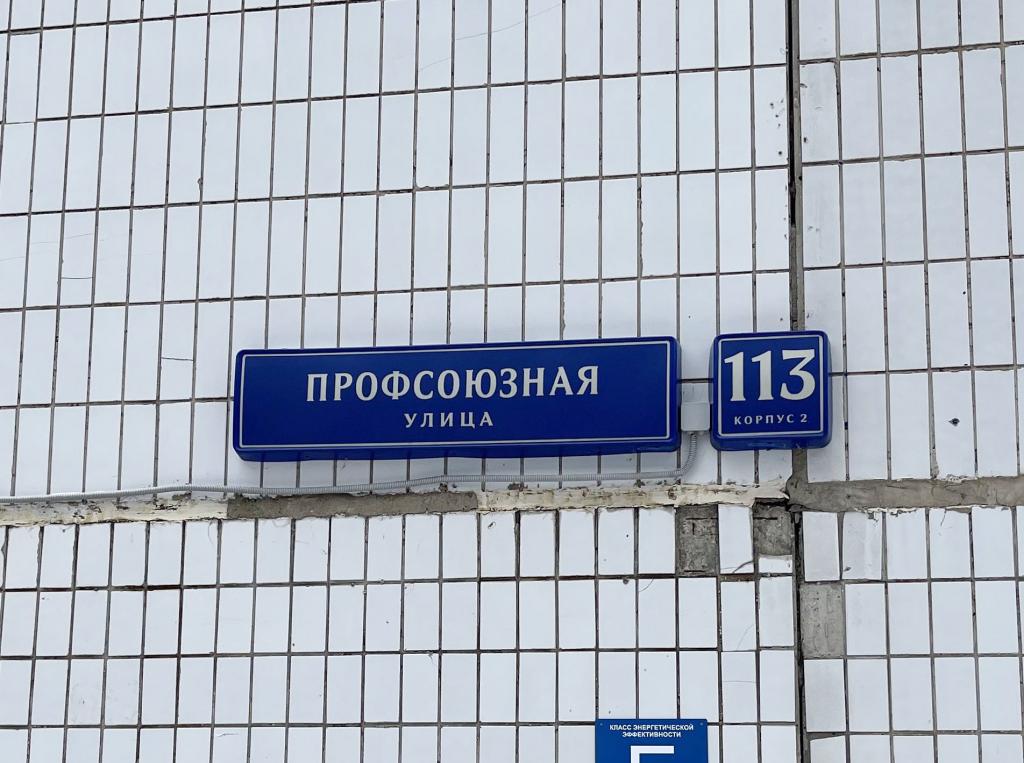 ПРОФСОЮЗНАЯ
УЛИЦА
113
КОРПУС 2
КЛАСС ЭНЕРГЕТИЧЕСКОЙ
ЭФФЕКТИВНОСТИ